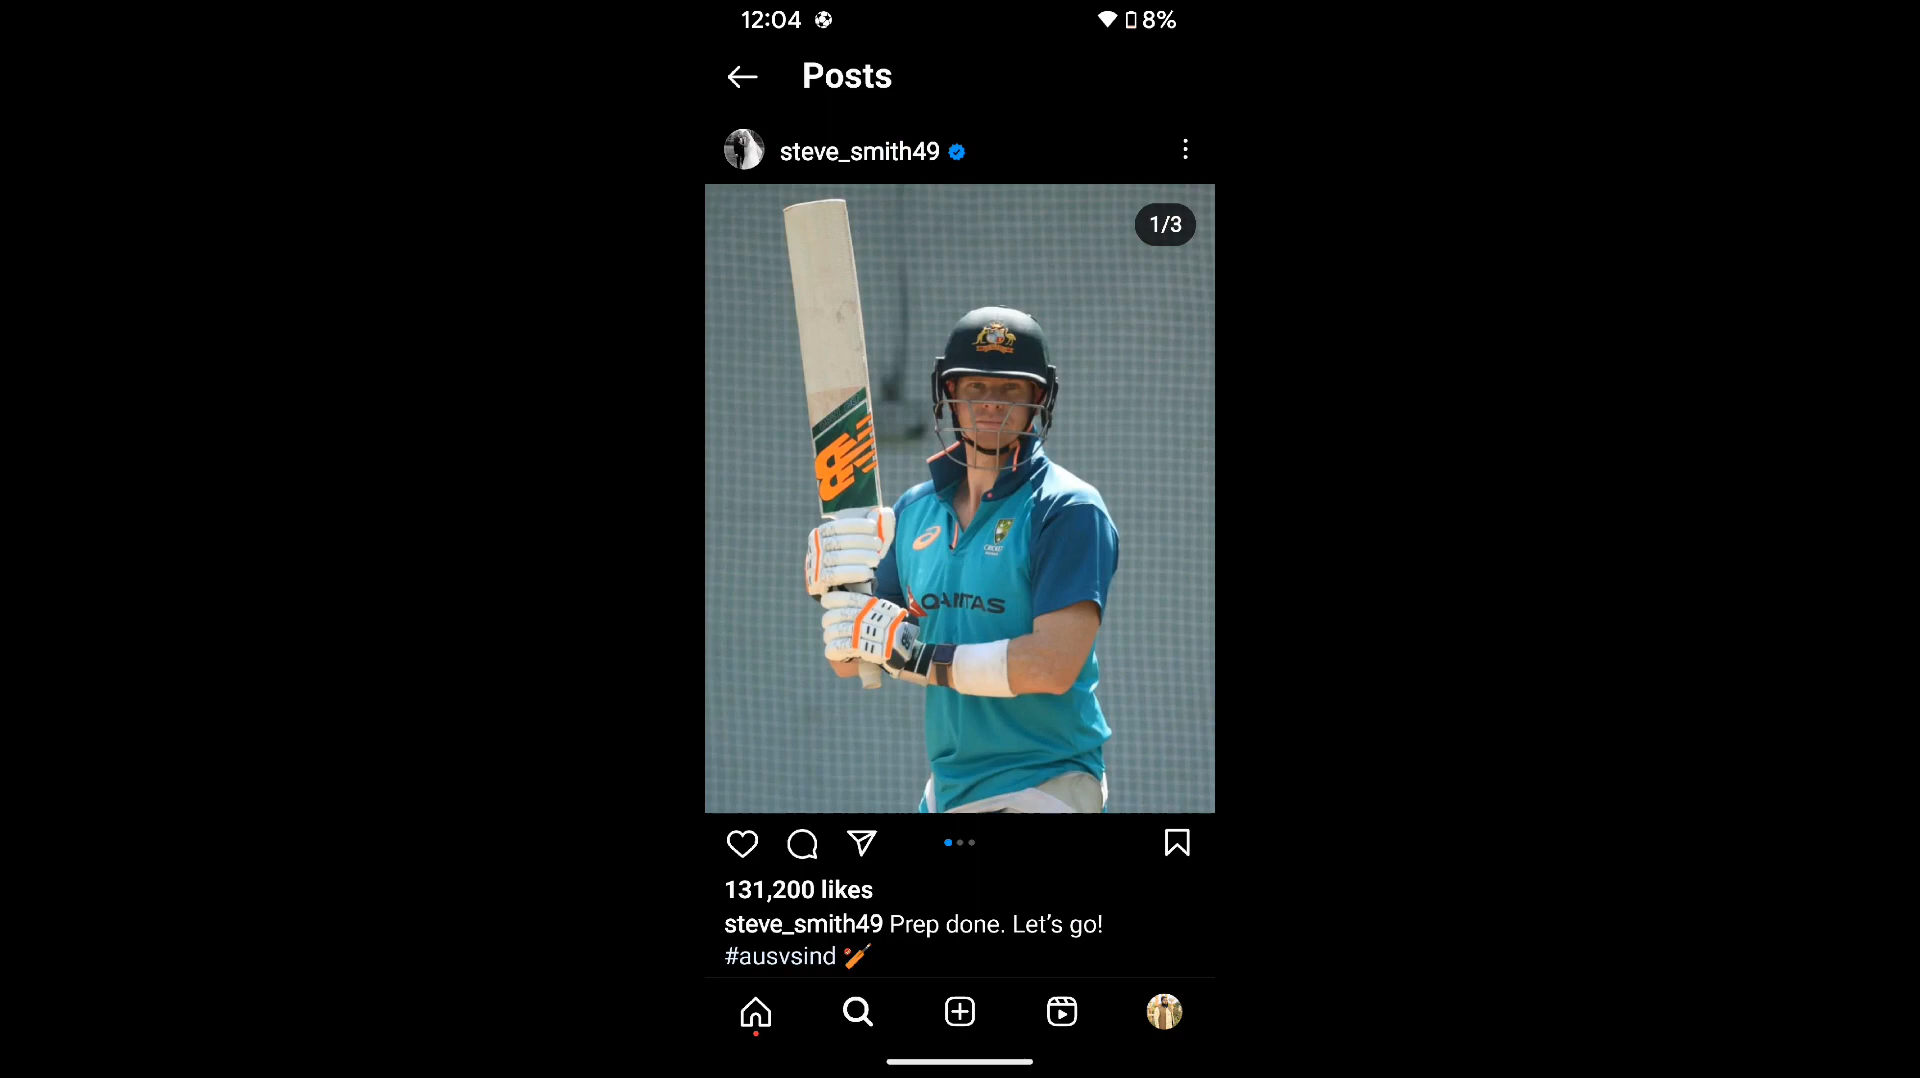 12:04 8%
Posts
steve_smith49
1/3
QANTAS
131,200 likes
steve_smith49 Prep done. Let's go!
#ausvsind